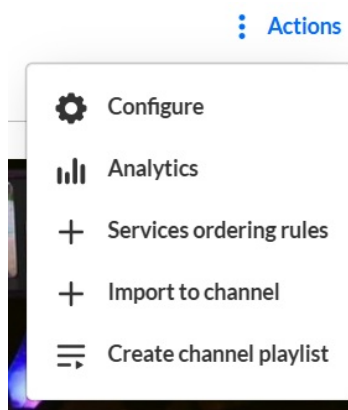 Actions
Configure
Analytics
Services ordering rules
Import to channel
Create channel playlist